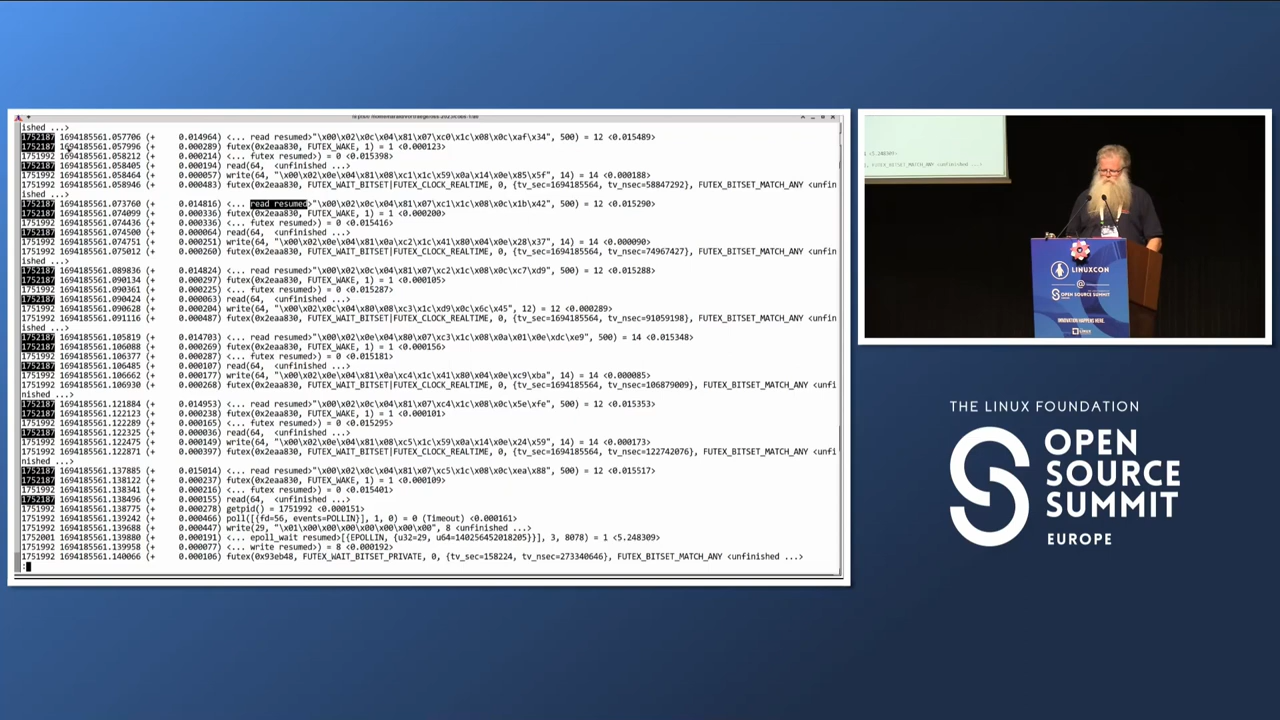 ished ...>
1752187 1694185561.057706 (+     0.014964) <... read resumed>"\x00\x02\x0c\x04\x81\x07\xc0\x1c\x08\x0c\xaf\x34", 500) = 12 <0.015489>
1752187 1694185561.057996 (+     0.000289) futex(0x2eaa830, FUTEX_WAKE, 1) = 1 <0.000123>
1751992 1694185561.058212 (+     0.000214) <... futex resumed>) = 0 <0.015398>
1752187 1694185561.058405 (+     0.000194) read(64,  <unfinished ...>
1751992 1694185561.058464 (+     0.000057) write(64, "\x00\x02\x0e\x04\x81\x0a\xc1\x1c\x59\x0a\x14\x0e\x85\x5f", 14) = 14 <0.000188>
1751992 1694185561.058946 (+     0.000483) futex(0x2eaa830, FUTEX_WAIT_BITSET|FUTEX_CLOCK_REALTIME, 0, {tv_sec=1694185564, tv_nsec=58847292}, FUTEX_BITSET_MATCH_ANY <unfin
ished ...>
1752187 1694185561.073760 (+     0.014816) <... read resumed>"\x00\x02\x0c\x04\x81\x07\xc1\x1c\x08\x0c\x1b\x42", 500) = 12 <0.015290>
1752187 1694185561.074099 (+     0.000336) futex(0x2eaa830, FUTEX_WAKE, 1) = 1 <0.000200>
1751992 1694185561.074436 (+     0.000336) <... futex resumed>) = 0 <0.015416>
1752187 1694185561.074500 (+     0.000064) read(64,  <unfinished ...>
1751992 1694185561.074751 (+     0.000251) write(64, "\x00\x02\x0e\x04\x81\x0a\xc2\x1c\x41\x80\x04\x0e\x28\x37", 14) = 14 <0.000090>
1751992 1694185561.075012 (+     0.000260) futex(0x2eaa830, FUTEX_WAIT_BITSET|FUTEX_CLOCK_REALTIME, 0, {tv_sec=1694185564, tv_nsec=74967427}, FUTEX_BITSET_MATCH_ANY <unfin
ished ...>
1752187 1694185561.089836 (+     0.014824) <... read resumed>"\x00\x02\x0c\x04\x81\x07\xc2\x1c\x08\x0c\xc7\xd9", 500) = 12 <0.015288>
1752187 1694185561.090134 (+     0.000297) futex(0x2eaa830, FUTEX_WAKE, 1) = 1 <0.000105>
1751992 1694185561.090361 (+     0.000225) <... futex resumed>) = 0 <0.015287>
1752187 1694185561.090424 (+     0.000063) read(64,  <unfinished ...>
1751992 1694185561.090628 (+     0.000204) write(64, "\x00\x02\x0c\x04\x80\x08\xc3\x1c\xd9\x0c\x6c\x45", 12) = 12 <0.000289>
1751992 1694185561.091116 (+     0.000487) futex(0x2eaa830, FUTEX_WAIT_BITSET|FUTEX_CLOCK_REALTIME, 0, {tv_sec=1694185564, tv_nsec=91059198}, FUTEX_BITSET_MATCH_ANY <unfin
ished ...>
1752187 1694185561.105819 (+     0.014703) <... read resumed>"\x00\x02\x0e\x04\x80\x07\xc3\x1c\x08\x0a\x01\x0e\xdc\xe9", 500) = 14 <0.015348>
1752187 1694185561.106088 (+     0.000269) futex(0x2eaa830, FUTEX_WAKE, 1) = 1 <0.000156>
1751992 1694185561.106377 (+     0.000287) <... futex resumed>) = 0 <0.015181>
1752187 1694185561.106485 (+     0.000107) read(64,  <unfinished ...>
1751992 1694185561.106662 (+     0.000177) write(64, "\x00\x02\x0e\x04\x81\x0a\xc4\x1c\x41\x80\x04\x0e\xc9\xba", 14) = 14 <0.000085>
1751992 1694185561.106930 (+     0.000268) futex(0x2eaa830, FUTEX_WAIT_BITSET|FUTEX_CLOCK_REALTIME, 0, {tv_sec=1694185564, tv_nsec=106879009}, FUTEX_BITSET_MATCH_ANY <unfi
nished ...>
1752187 1694185561.121884 (+     0.014953) <... read resumed>"\x00\x02\x0c\x04\x81\x07\xc4\x1c\x08\x0c\x5e\xfe", 500) = 12 <0.015353>
1752187 1694185561.122123 (+     0.000238) futex(0x2eaa830, FUTEX_WAKE, 1) = 1 <0.000101>
1751992 1694185561.122289 (+     0.000165) <... futex resumed>) = 0 <0.015295>
1752187 1694185561.122325 (+     0.000036) read(64,  <unfinished ...>
1751992 1694185561.122475 (+     0.000149) write(64, "\x00\x02\x0e\x04\x81\x08\xc5\x1c\x59\x0a\x14\x0e\x24\x59", 14) = 14 <0.000173>
1751992 1694185561.122871 (+     0.000397) futex(0x2eaa830, FUTEX_WAIT_BITSET|FUTEX_CLOCK_REALTIME, 0, {tv_sec=1694185564, tv_nsec=122742076}, FUTEX_BITSET_MATCH_ANY <unfi
nished ...>
1752187 1694185561.137885 (+     0.015014) <... read resumed>"\x00\x02\x0c\x04\x81\x07\xc5\x1c\x08\x0c\xea\x88", 500) = 12 <0.015517>
1752187 1694185561.138122 (+     0.000237) futex(0x2eaa830, FUTEX_WAKE, 1) = 1 <0.000109>
1751992 1694185561.138341 (+     0.000216) <... futex resumed>) = 0 <0.015401>
1752187 1694185561.138496 (+     0.000155) read(64,  <unfinished ...>
1751992 1694185561.138775 (+     0.000278) getpid() = 1751992 <0.000151>
1751992 1694185561.139242 (+     0.000466) poll([{fd=56, events=POLLIN}], 1, 0) = 0 (Timeout) <0.000161>
1751992 1694185561.139688 (+     0.000447) write(29, "\x01\x00\x00\x00\x00\x00\x00\x00", 8 <unfinished ...>
1752001 1694185561.139880 (+     0.000191) <... epoll_wait resumed>[{EPOLLIN, {u32=29, u64=140256452018205}}], 3, 8078) = 1 <5.248309>
1751992 1694185561.139958 (+     0.000077) <... write resumed>) = 8 <0.000192>
1751992 1694185561.140066 (+     0.000106) futex(0x93eb48, FUTEX_WAIT_BITSET_PRIVATE, 0, {tv_sec=158224, tv_nsec=273340646}, FUTEX_BITSET_MATCH_ANY <unfinished ...>
:
LINUXCON
@
OPEN SOURCE SUMMIT
INNOVATION HAPPENS HERE.
THE LINUX FOUNDATION
OPEN
SOURCE
SUMMIT
EUROPE